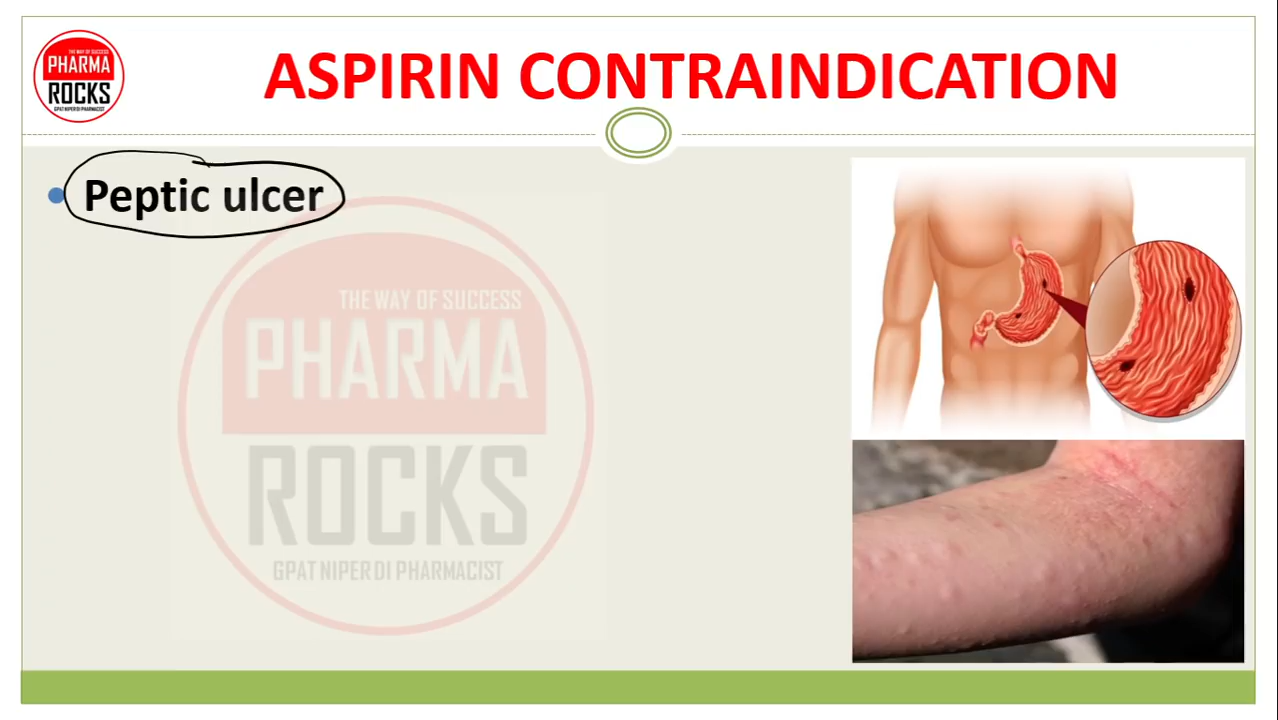 THE WAY OF SUCCESS
PHARMA
ROCKS
GPAT NIPER DI PHARMACIST
ASPIRIN CONTRAINDICATION
• Peptic ulcer
THE WAY OF SUCCESS
PHARMA
ROCKS
GPAT NIPER DI PHARMACIST